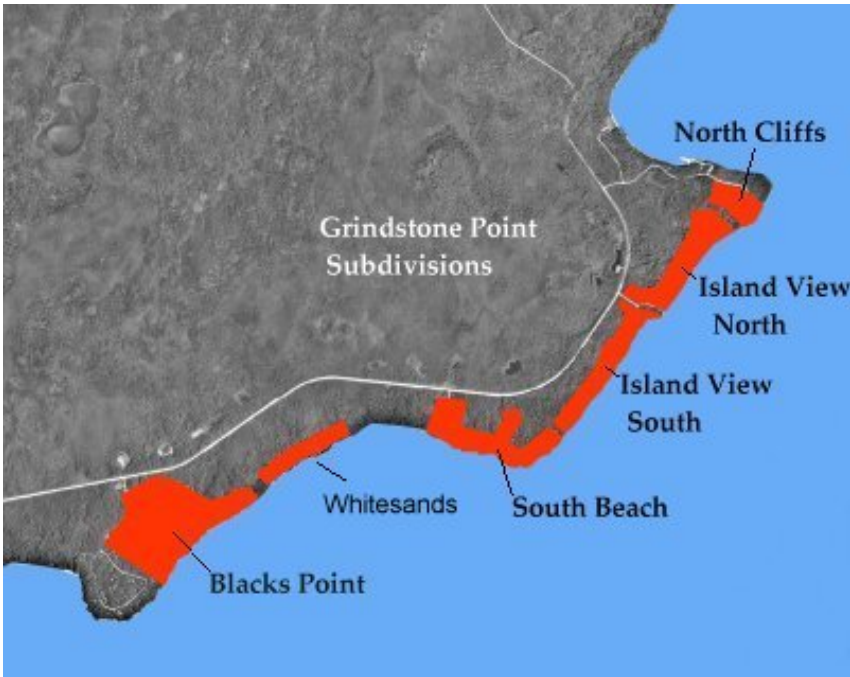 North Cliffs
Grindstone Point
Subdivisions
Island View
North
Island View
South
Whitesands
South Beach
Blacks Point